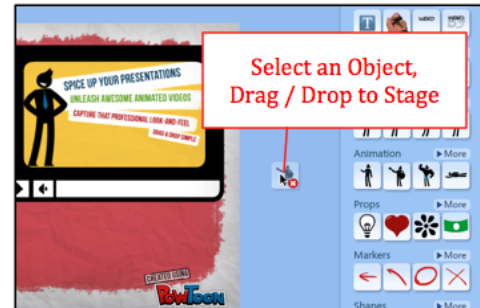 SPICE UP YOUR PRESENTATIONS
UNLEASH AWESOME ANIMATED VIDEOS
CAPTURE THAT PROFESSIONAL LOOK-AND-FEEL
DRAG & DROP SIMPLE
CREATED USING
POWTOON
Select an Object,
Drag / Drop to Stage
T
VIDEO
Animation
More
Props
More
Markers
More
Shapes
More